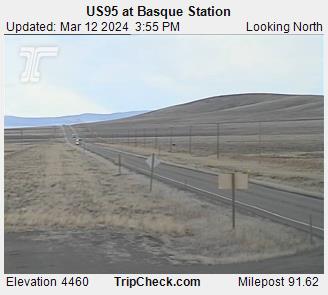 US95 at Basque Station
Updated: Mar 12 2024 3:55 PM Looking North
Elevation 4460 TripCheck.com Milepost 91.62